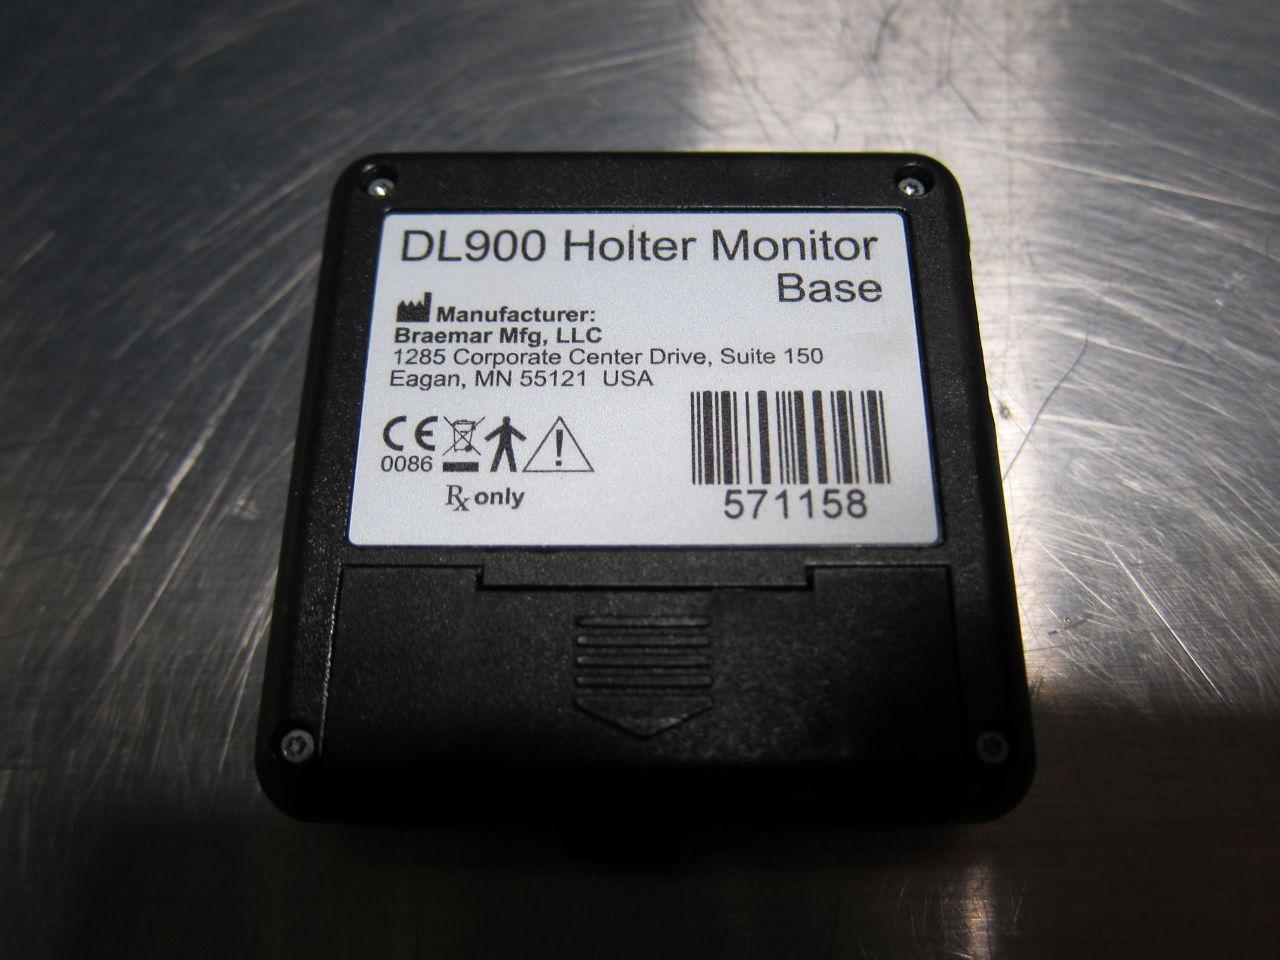 DL900 Holter Monitor
Base
Manufacturer:
Braemar Mfg, LLC
1285 Corporate Center Drive, Suite 150
Eagan, MN 55121 USA
CE
0086
Rx only
571158